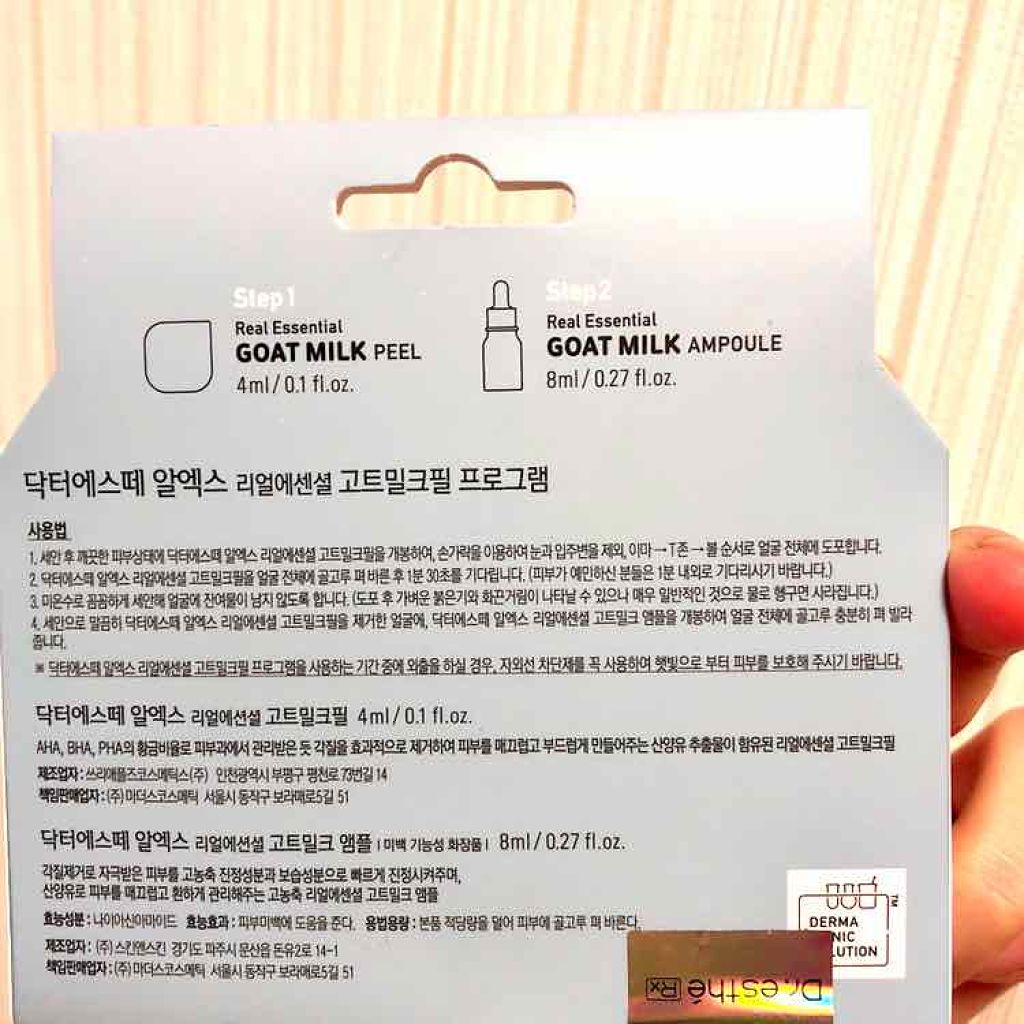 Step1
Real Essential
GOAT MILK PEEL
4ml / 0.1 fl.oz.
Step2
Real Essential
GOAT MILK AMPOULE
8ml / 0.27 fl.oz.
닥터에스떼 알엑스 리얼에센셜 고트밀크필 프로그램
사용법
1. 세안 후 깨끗한 피부상태에 닥터에스떼 알엑스 리얼에센셜 고트밀크필을 개봉하여, 손가락을 이용하여 눈과 입주변을 제외, 이마 → T존 → 볼 순서로 얼굴 전체에 도포합니다.
2. 닥터에스떼 알엑스 리얼에센셜 고트밀크필을 얼굴 전체에 골고루 펴 바른 후 1분 30초를 기다립니다. (피부가 예민하신 분들은 1분 내외로 기다리시기 바랍니다.)
3. 미온수로 꼼꼼하게 세안해 얼굴에 잔여물이 남지 않도록 합니다. (도포 후 가벼운 붉은기와 화끈거림이 나타날 수 있으나 매우 일반적인 것으로 물로 헹구면 사라집니다.)
4. 세안으로 말끔히 닥터에스떼 알엑스 리얼에센셜 고트밀크필을 제거한 얼굴에, 닥터에스떼 알엑스 리얼에센셜 고트밀크 앰플을 개봉하여 얼굴 전체에 골고루 충분히 펴 발라
줍니다.
※ 닥터에스떼 알엑스 리얼에센셜 고트밀크필 프로그램을 사용하는 기간 중에 외출을 하실 경우, 자외선 차단제를 꼭 사용하여 햇빛으로 부터 피부를 보호해 주시기 바랍니다.
닥터에스떼 알엑스 리얼에션셜 고트밀크필 4ml / 0.1 fl.oz.
AHA, BHA, PHA의 황금비율로 피부과에서 관리받은 듯 각질을 효과적으로 제거하여 피부를 매끄럽고 부드럽게 만들어주는 산양유 추출물이 함유된 리얼에센셜 고트밀크필
제조업자 : 쓰리애플즈코스메틱스(주) 인천광역시 부평구 평천로 73번길 14
책임판매업자 : (주)마더스코스메틱 서울시 동작구 보라매로5길 51
닥터에스떼 알엑스 리얼에션셜 고트밀크 앰플 | 미백 기능성 화장품 | 8ml / 0.27 fl.oz.
각질제거로 자극받은 피부를 고농축 진정성분과 보습성분으로 빠르게 진정시켜주며,
산양유로 피부를 매끄럽고 환하게 관리해주는 고농축 리얼에센셜 고트밀크 앰플
효능성분 : 나이아신아마이드 효능효과 : 피부미백에 도움을 준다. 용법용량 : 본품 적당량을 덜어 피부에 골고루 펴 바른다.
제조업자 : (주) 스킨앤스킨 경기도 파주시 문산읍 돈유2로 14-1
책임판매업자 : (주) 마더스코스메틱 서울시 동작구 보라매로5길 51
DERMA
NIC
LUTION
TM
Dr.esthé Rx